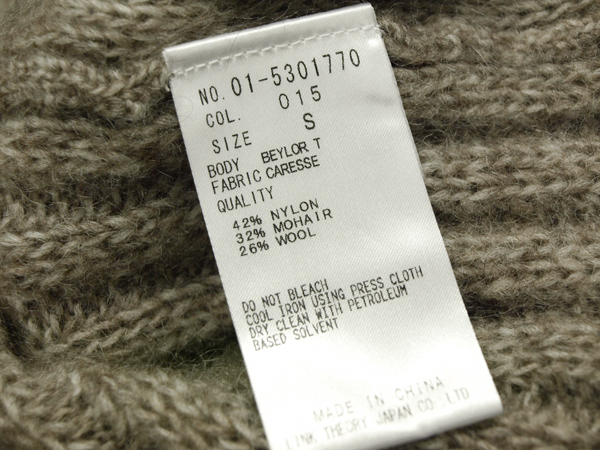 NO. 01-5301770
COL. 015
SIZE S
BODY BEYLOR T
FABRIC CARESSE
QUALITY
42% NYLON
32% MOHAIR
26% WOOL
DO NOT BLEACH
COOL IRON USING PRESS CLOTH
DRY CLEAN WITH PETROLEUM
BASED SOLVENT
MADE IN CHINA
LINK THEORY JAPAN CO. LTD